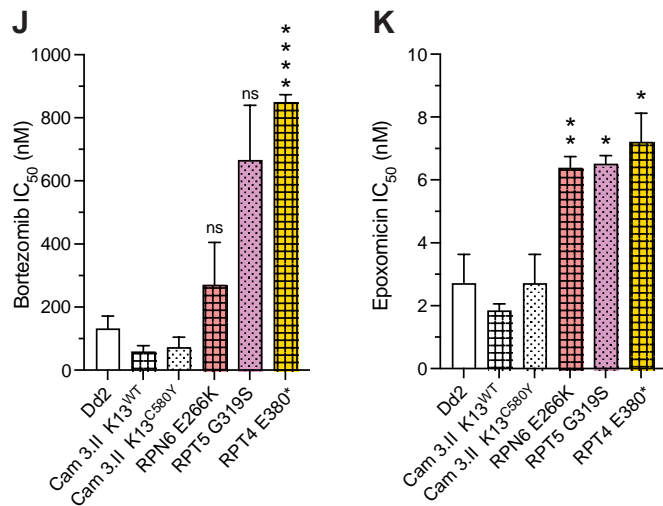 J
Bortezomib IC50 (nM)
1000
800
600
400
200
0
ns
ns
****
Dd2
Cam 3.II K13WT
Cam 3.II K13C580Y
RPN6 E266K
RPT5 G319S
RPT4 E380*
K
Epoxomicin IC50 (nM)
10
8
6
4
2
0
**
*
*
Dd2
Cam 3.II K13WT
Cam 3.II K13C580Y
RPN6 E266K
RPT5 G319S
RPT4 E380*